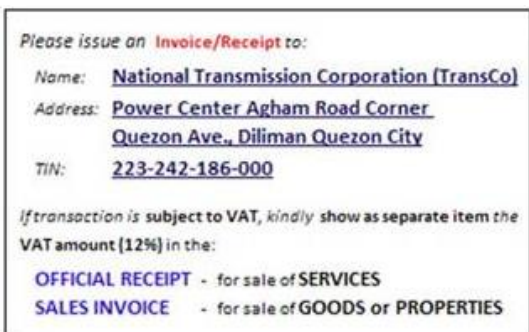 Please issue an Invoice/Receipt to:
Name: National Transmission Corporation (TransCo)
Address: Power Center Agham Road Corner
Quezon Ave., Diliman Quezon City
TIN: 223-242-186-000
If transaction is subject to VAT, kindly show as separate item the
VAT amount (12%) in the:
OFFICIAL RECEIPT - for sale of SERVICES
SALES INVOICE - for sale of GOODS or PROPERTIES